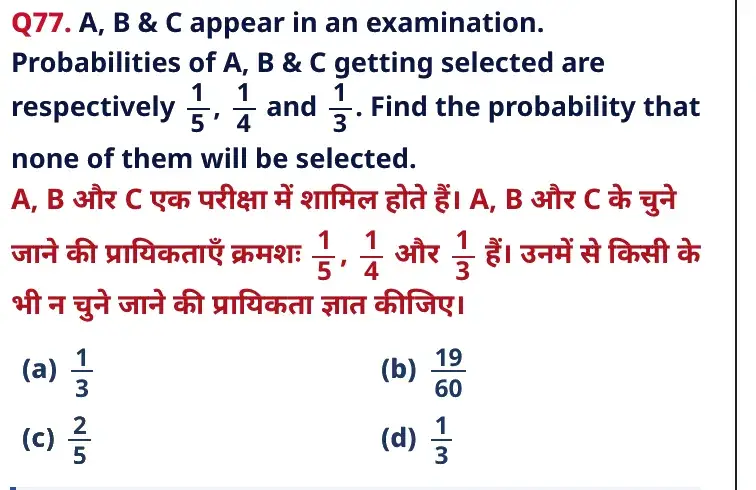 Q77. A, B & C appear in an examination.
Probabilities of A, B & C getting selected are
respectively 1/5, 1/4 and 1/3. Find the probability that
none of them will be selected.
A, B और C एक परीक्षा में शामिल होते हैं। A, B और C के चुने
जाने की प्रायिकताएँ क्रमशः 1/5, 1/4 और 1/3 हैं। उनमें से किसी के
भी न चुने जाने की प्रायिकता ज्ञात कीजिए।
(a) 1/3 (b) 19/60
(c) 2/5 (d) 1/3